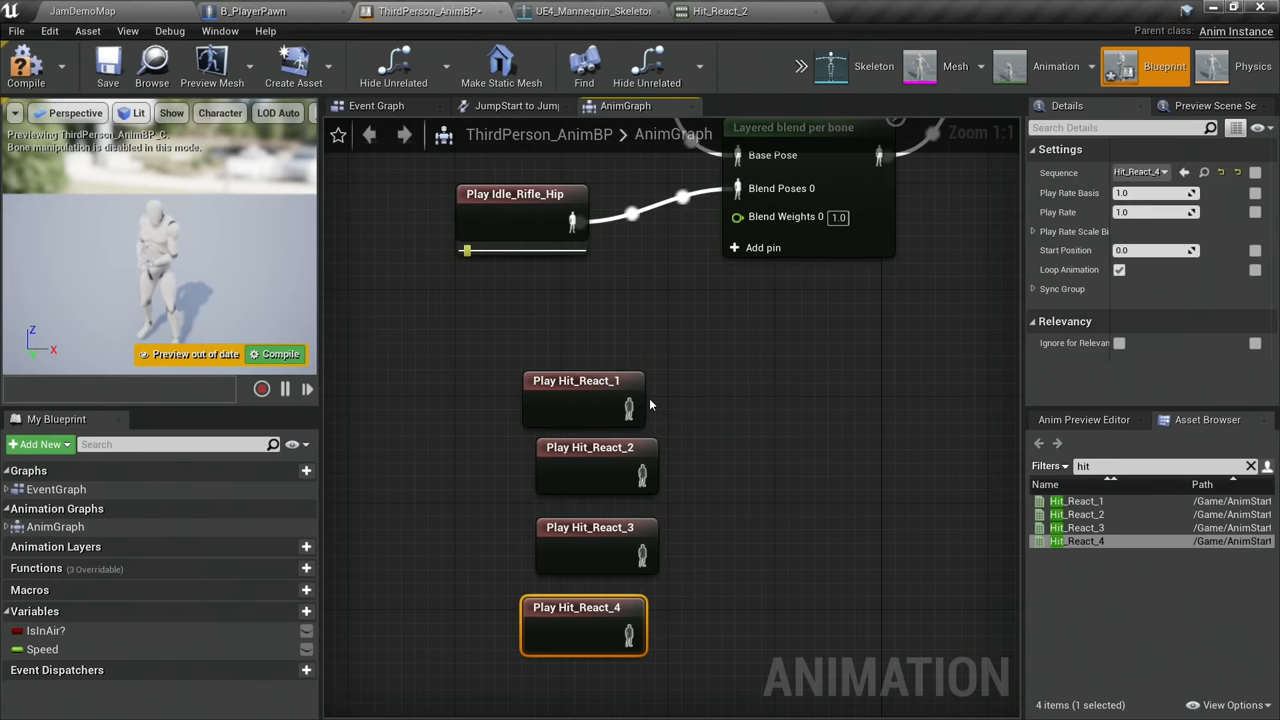 JamDemoMap
B_PlayerPawn
ThirdPerson_AnimBP*
UE4_Mannequin_Skeleto
Hit_React_2
File Edit Asset View Debug Window Help
Parent class: Anim Instance
Compile
Save
Browse
Preview Mesh
Create Asset
Hide Unrelated
Make Static Mesh
Find
Hide Unrelated
Skeleton
Mesh
Animation
Blueprint
Physics
Perspective
Lit
Show
Character
LOD Auto
Previewing ThirdPerson_AnimBP_C.
Bone manipulation is disabled in this mode.
Z
X
Preview out of date
Compile
My Blueprint
Add New
Search
Graphs
EventGraph
Animation Graphs
AnimGraph
Animation Layers
Functions (3 Overridable)
Macros
Variables
IsInAir?
Speed
Event Dispatchers
Event Graph
JumpStart to Jum
AnimGraph
ThirdPerson_AnimBP > AnimGraph
Zoom 1:1
Layered blend per bone
Base Pose
Blend Poses 0
Blend Weights 0 1.0
Add pin
Play Idle_Rifle_Hip
Play Hit_React_1
Play Hit_React_2
Play Hit_React_3
Play Hit_React_4
ANIMATION
Details
Preview Scene Se
Search Details
Settings
Sequence Hit_React_4
Play Rate Basis 1.0
Play Rate 1.0
Play Rate Scale Bi
Start Position 0.0
Loop Animation
Sync Group
Relevancy
Ignore for Relevan
Anim Preview Editor
Asset Browser
Filters
hit
Name Path
Hit_React_1 /Game/AnimStart
Hit_React_2 /Game/AnimStart
Hit_React_3 /Game/AnimStart
Hit_React_4 /Game/AnimStart
4 items (1 selected)
View Options